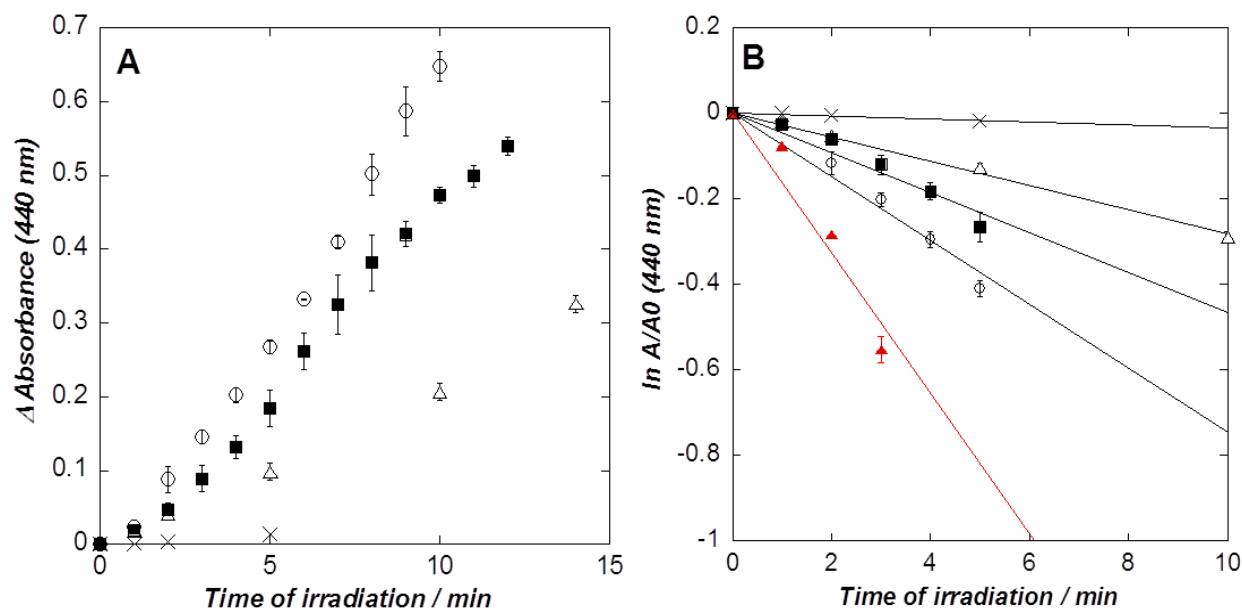 A
Δ Absorbance (440 nm)
0.7
0.6
0.5
0.4
0.3
0.2
0.1
0
0 5 10 15
Time of irradiation / min
B
ln A/A0 (440 nm)
0.2
0
-0.2
-0.4
-0.6
-0.8
-1
0 2 4 6 8 10
Time of irradiation / min